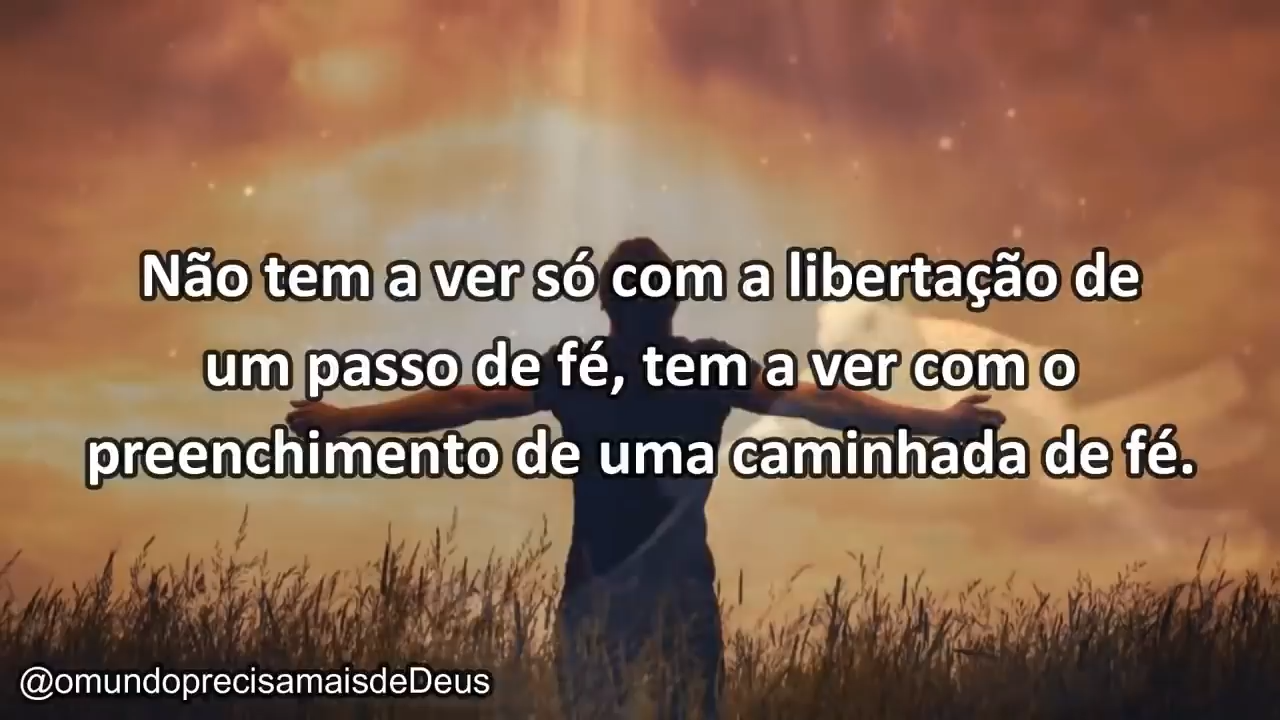 Não tem a ver só com a libertação de
um passo de fé, tem a ver com o
preenchimento de uma caminhada de fé.
@omundoprecisamaisdeDeus